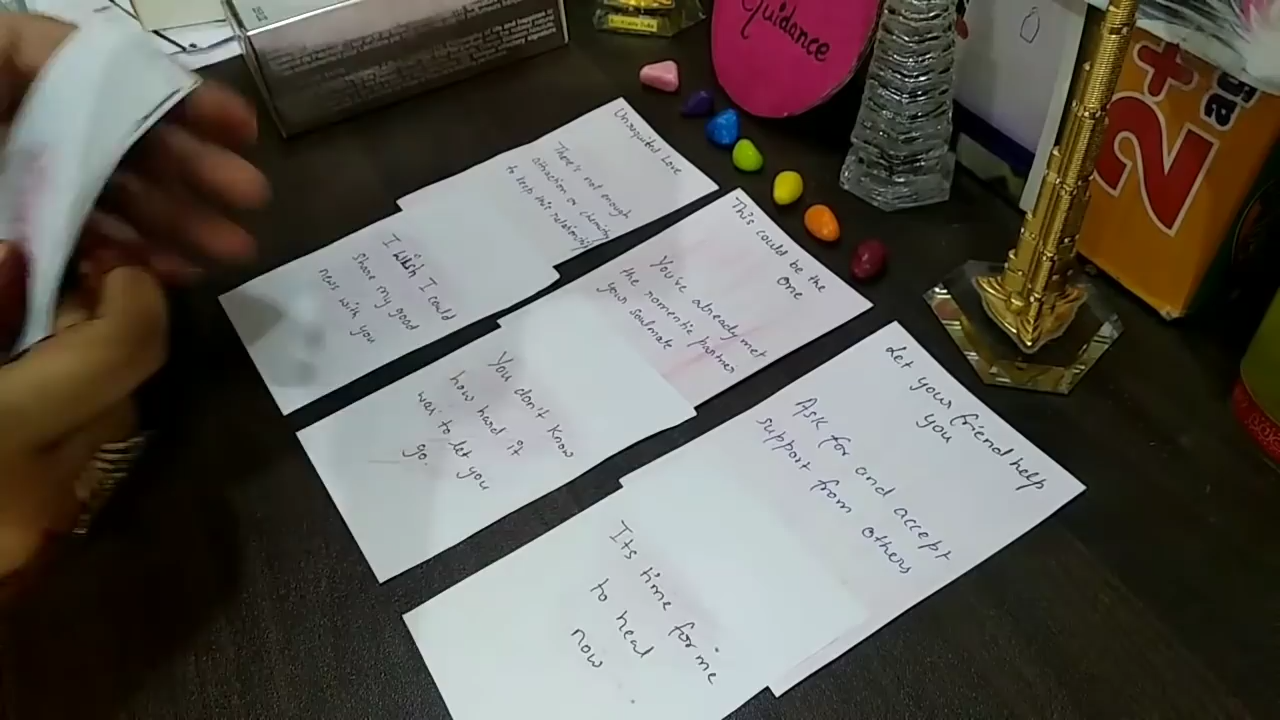 Guidance
2+
ag
Unrequited Love
There's not enough
attraction or chemistry
to keep this relationship
I wish I could
share my good
news with you
This could be the
One
You've already met
the romentic partner
your soulmate
You don't know
how hard it
was to let you
go.
Let your friend help
you
Ask for and accept
support from others
Its time for me
to heal
now